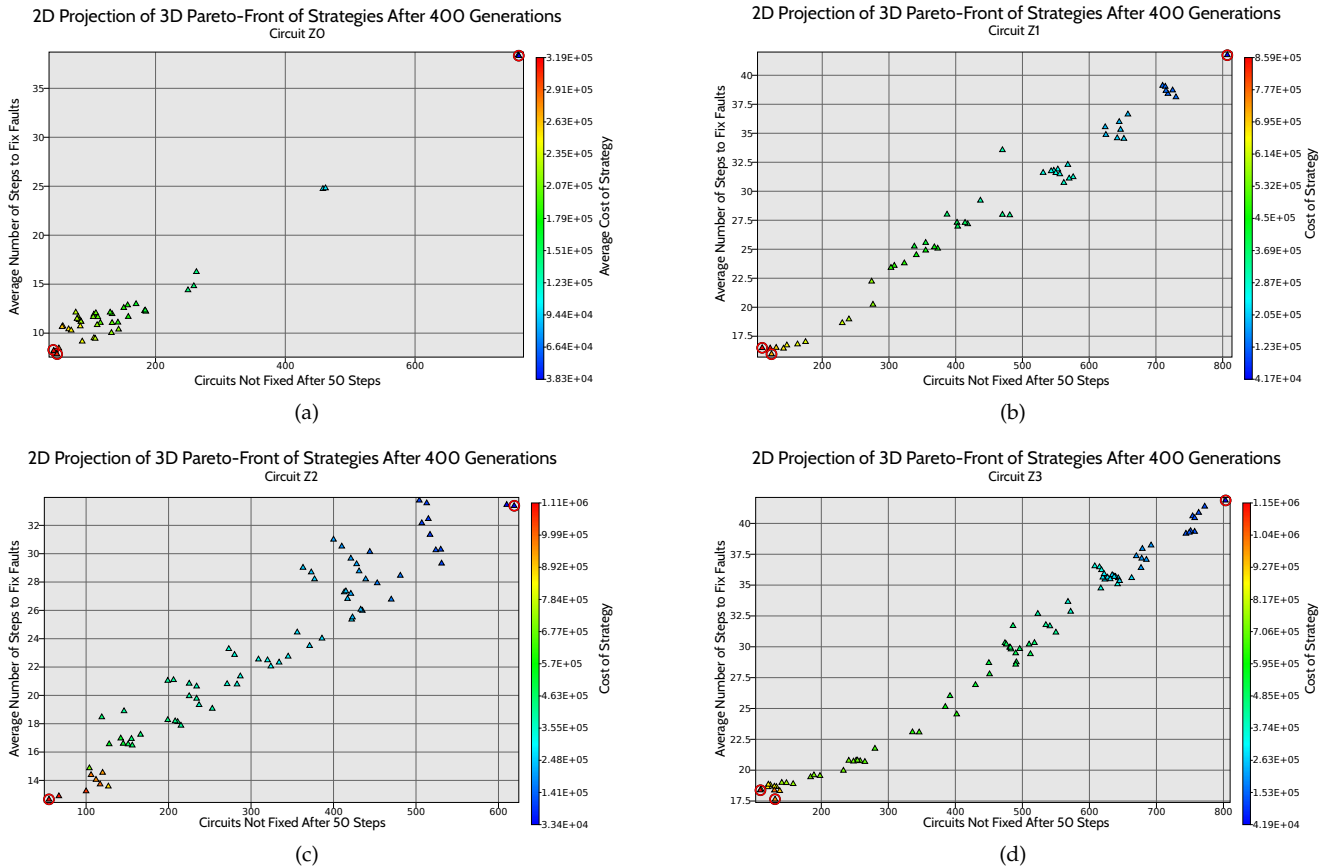 2D Projection of 3D Pareto-Front of Strategies After 400 Generations
Circuit Z0
Average Number of Steps to Fix Faults
35
30
25
20
15
10
200
400
600
Circuits Not Fixed After 50 Steps
3.19E+05
2.91E+05
2.63E+05
2.35E+05
2.07E+05
1.79E+05
1.51E+05
1.23E+05
9.44E+04
6.64E+04
3.83E+04
Average Cost of Strategy
(a)
2D Projection of 3D Pareto-Front of Strategies After 400 Generations
Circuit Z1
Average Number of Steps to Fix Faults
40
37.5
35
32.5
30
27.5
25
22.5
20
17.5
200
300
400
500
600
700
800
Circuits Not Fixed After 50 Steps
8.59E+05
7.77E+05
6.95E+05
6.14E+05
5.32E+05
4.5E+05
3.69E+05
2.87E+05
2.05E+05
1.23E+05
4.17E+04
Cost of Strategy
(b)
2D Projection of 3D Pareto-Front of Strategies After 400 Generations
Circuit Z2
Average Number of Steps to Fix Faults
32
30
28
26
24
22
20
18
16
14
100
200
300
400
500
600
Circuits Not Fixed After 50 Steps
1.11E+06
9.99E+05
8.92E+05
7.84E+05
6.77E+05
5.7E+05
4.63E+05
3.55E+05
2.48E+05
1.41E+05
3.34E+04
Cost of Strategy
(c)
2D Projection of 3D Pareto-Front of Strategies After 400 Generations
Circuit Z3
Average Number of Steps to Fix Faults
40
37.5
35
32.5
30
27.5
25
22.5
20
17.5
200
300
400
500
600
700
800
Circuits Not Fixed After 50 Steps
1.15E+06
1.04E+06
9.28E+05
8.17E+05
7.06E+05
5.95E+05
4.85E+05
3.74E+05
2.63E+05
1.53E+05
4.19E+04
Cost of Strategy
(d)